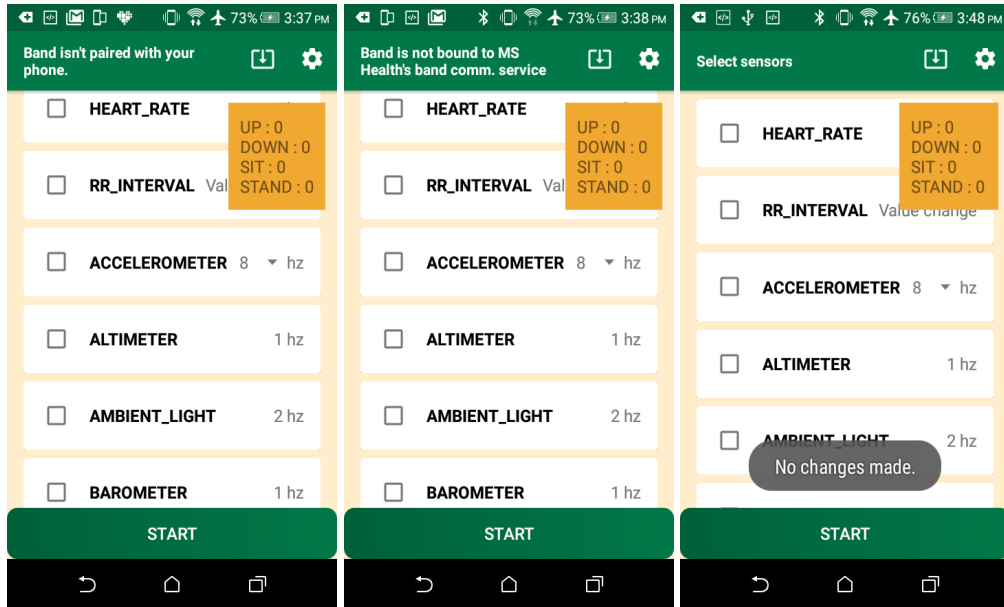 73% 3:37 PM
Band isn't paired with your
phone.
HEART_RATE
UP : 0
DOWN : 0
SIT : 0
STAND : 0
RR_INTERVAL Val
ACCELEROMETER 8 hz
ALTIMETER 1 hz
AMBIENT_LIGHT 2 hz
BAROMETER 1 hz
START
73% 3:38 PM
Band is not bound to MS
Health's band comm. service
HEART_RATE
UP : 0
DOWN : 0
SIT : 0
STAND : 0
RR_INTERVAL Val
ACCELEROMETER 8 hz
ALTIMETER 1 hz
AMBIENT_LIGHT 2 hz
BAROMETER 1 hz
START
76% 3:48 PM
Select sensors
HEART_RATE
UP : 0
DOWN : 0
SIT : 0
STAND : 0
RR_INTERVAL Value change
ACCELEROMETER 8 hz
ALTIMETER 1 hz
AMBIENT_LIGHT 2 hz
No changes made.
START